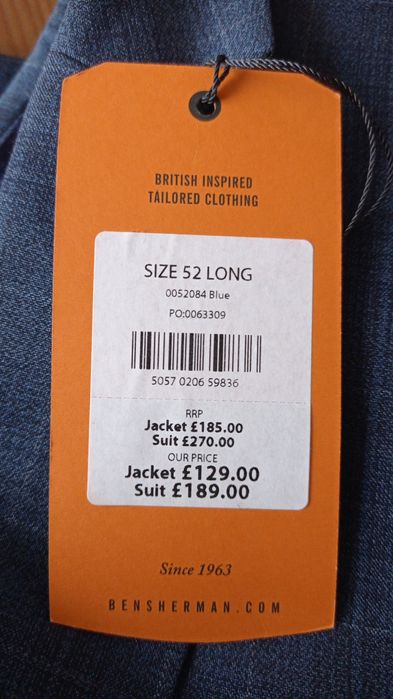 BRITISH INSPIRED
TAILORED CLOTHING
SIZE 52 LONG
0052084 Blue
PO:0063309
5057 0206 59836
RRP
Jacket £185.00
Suit £270.00
OUR PRICE
Jacket £129.00
Suit £189.00
Since 1963
BENSHERMAN.COM